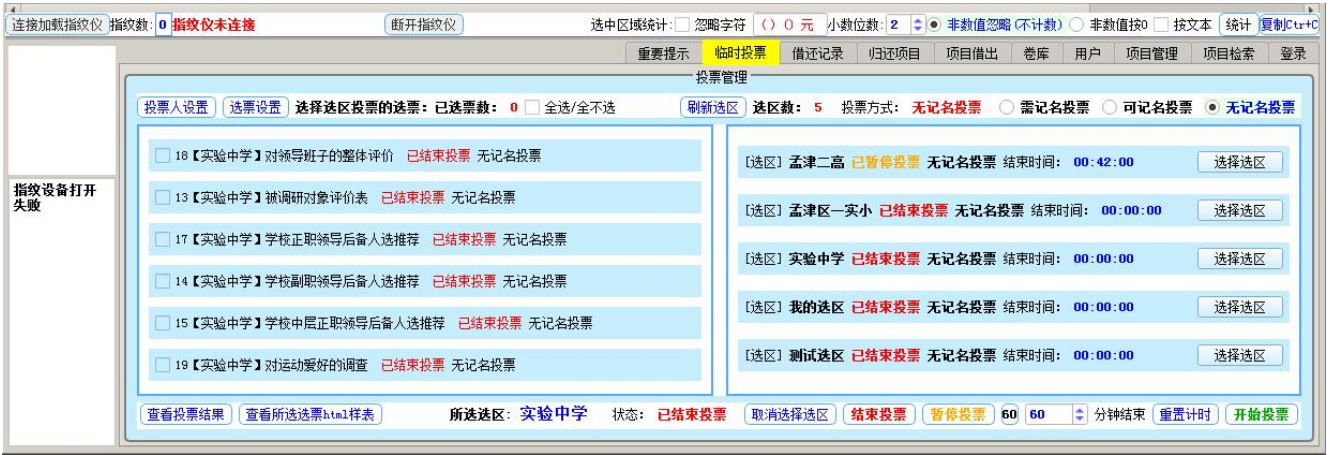 连接加载指纹仪 指纹数: 0 指纹仪未连接 断开指纹仪 选中区域统计: 忽略字符 () 0 元 小数位数: 2 非数值忽略(不计数) 非数值按0 按文本 统计 复制Ctr+C
重要提示 临时投票 借还记录 归还项目 项目借出 卷库 用户 项目管理 项目检索 登录
投票管理
投票人设置 选票设置 选择选区投票的选票: 已选票数: 0 全选/全不选 刷新选区 选区数: 5 投票方式: 无记名投票 需记名投票 可记名投票 无记名投票
18【实验中学】对领导班子的整体评价 已结束投票 无记名投票
13【实验中学】被调研对象评价表 已结束投票 无记名投票
17【实验中学】学校正职领导后备人选推荐 已结束投票 无记名投票
14【实验中学】学校副职领导后备人选推荐 已结束投票 无记名投票
15【实验中学】学校中层正职领导后备人选推荐 已结束投票 无记名投票
19【实验中学】对运动爱好的调查 已结束投票 无记名投票
[选区] 孟津二高 已暂停投票 无记名投票 结束时间: 00:42:00 选择选区
[选区] 孟津区一实小 已结束投票 无记名投票 结束时间: 00:00:00 选择选区
[选区] 实验中学 已结束投票 无记名投票 结束时间: 00:00:00 选择选区
[选区] 我的选区 已结束投票 无记名投票 结束时间: 00:00:00 选择选区
[选区] 测试选区 已结束投票 无记名投票 结束时间: 00:00:00 选择选区
指纹设备打开
失败
查看投票结果 查看所选选票html样表 所选选区: 实验中学 状态: 已结束投票 取消选择选区 结束投票 暂停投票 60 60 分钟结束 重置计时 开始投票